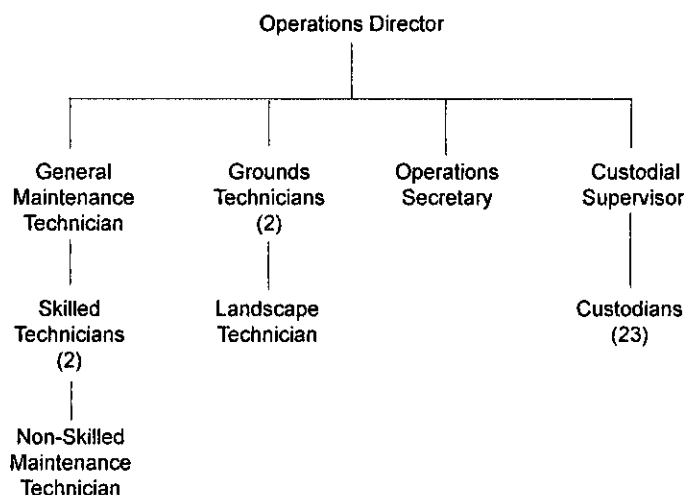 Operations Director
General
Maintenance
Technician
Grounds
Technicians
(2)
Operations
Secretary
Custodial
Supervisor
Skilled
Technicians
(2)
Landscape
Technician
Custodians
(23)
Non-Skilled
Maintenance
Technician